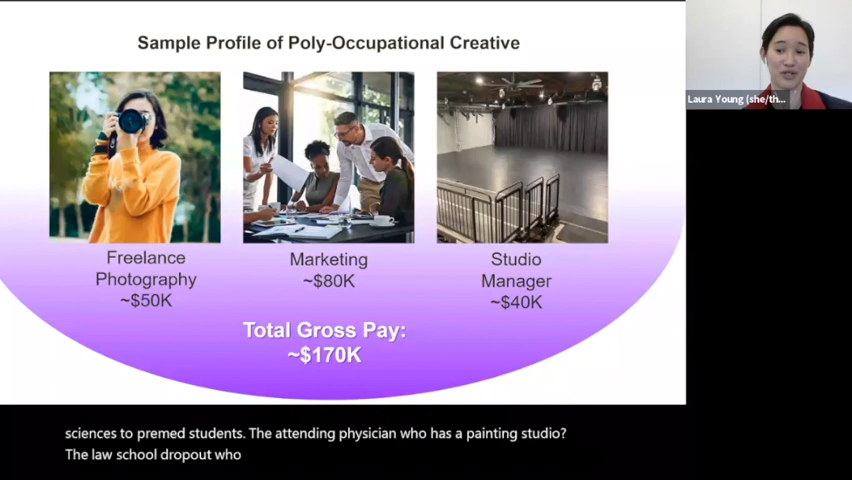 Sample Profile of Poly-Occupational Creative
Laura Young (she/th...
Freelance
Photography
~$50K
Marketing
~$80K
Studio
Manager
~$40K
Total Gross Pay:
~$170K
sciences to premed students. The attending physician who has a painting studio?
The law school dropout who